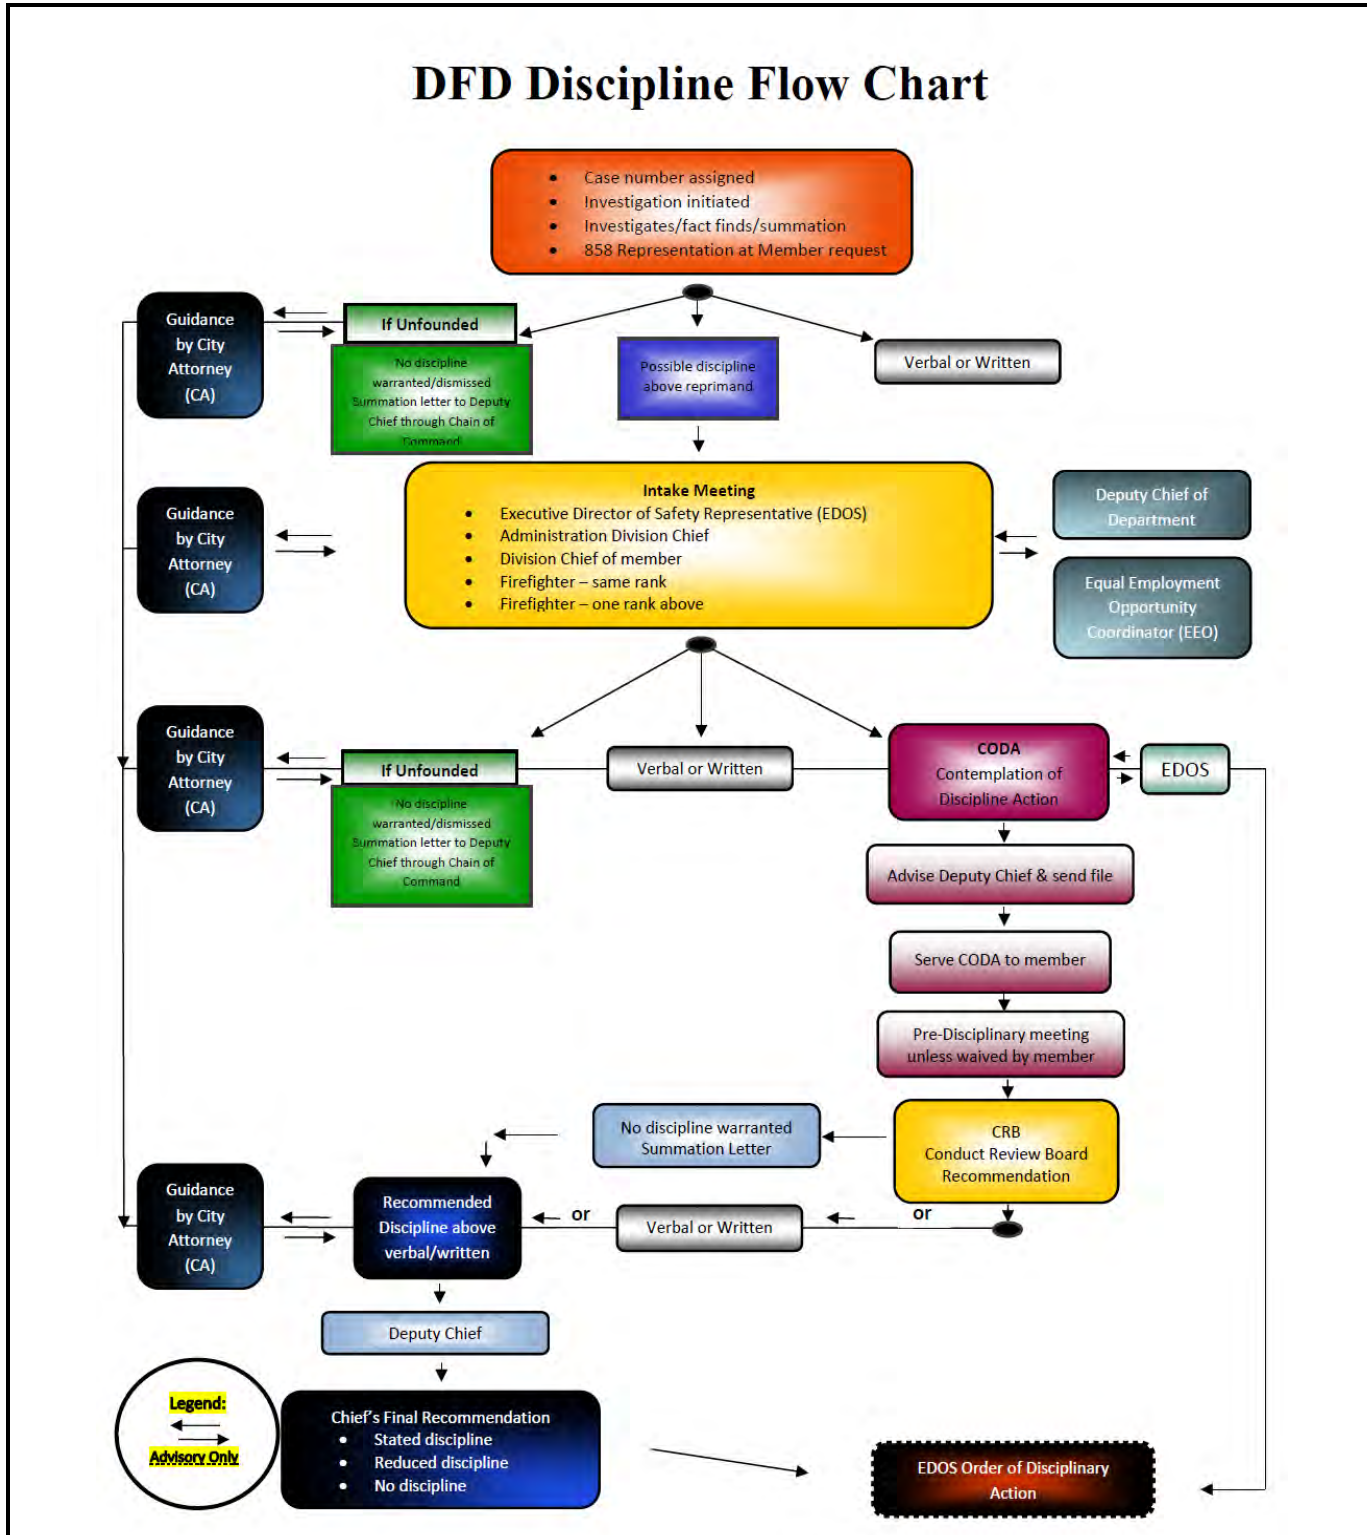 DFD Discipline Flow Chart
• Case number assigned
• Investigation initiated
• Investigates/fact finds/summation
• 858 Representation at Member request
Guidance
by City
Attorney
(CA)
If Unfounded
No discipline
warranted/dismissed
Summation letter to Deputy
Chief through Chain of
Command
Possible discipline
above reprimand
Verbal or Written
Guidance
by City
Attorney
(CA)
Intake Meeting
• Executive Director of Safety Representative (EDOS)
• Administration Division Chief
• Division Chief of member
• Firefighter – same rank
• Firefighter – one rank above
Deputy Chief of
Department
Equal Employment
Opportunity
Coordinator (EEO)
Guidance
by City
Attorney
(CA)
If Unfounded
No discipline
warranted/dismissed
Summation letter to Deputy
Chief through Chain of
Command
Verbal or Written
CODA
Contemplation of
Discipline Action
EDOS
Advise Deputy Chief & send file
Serve CODA to member
Pre-Disciplinary meeting
unless waived by member
CRB
Conduct Review Board
Recommendation
No discipline warranted
Summation Letter
or
Verbal or Written
or
Recommended
Discipline above
verbal/written
Guidance
by City
Attorney
(CA)
Deputy Chief
Legend:
Advisory Only
Chief's Final Recommendation
• Stated discipline
• Reduced discipline
• No discipline
EDOS Order of Disciplinary
Action